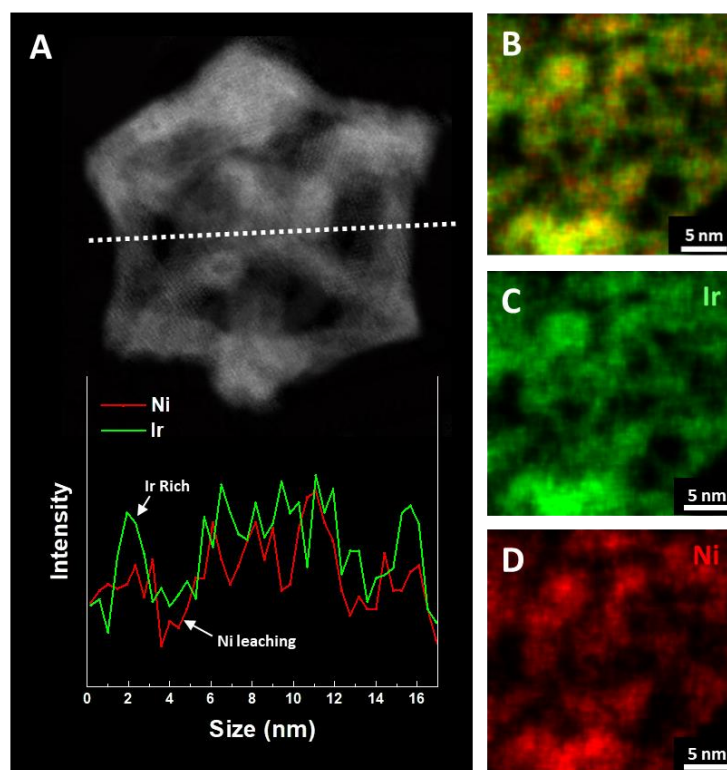 A
Ni
Ir
Ir Rich
Ni leaching
Intensity
0 2 4 6 8 10 12 14 16
Size (nm)
B
5 nm
C
Ir
5 nm
D
Ni
5 nm